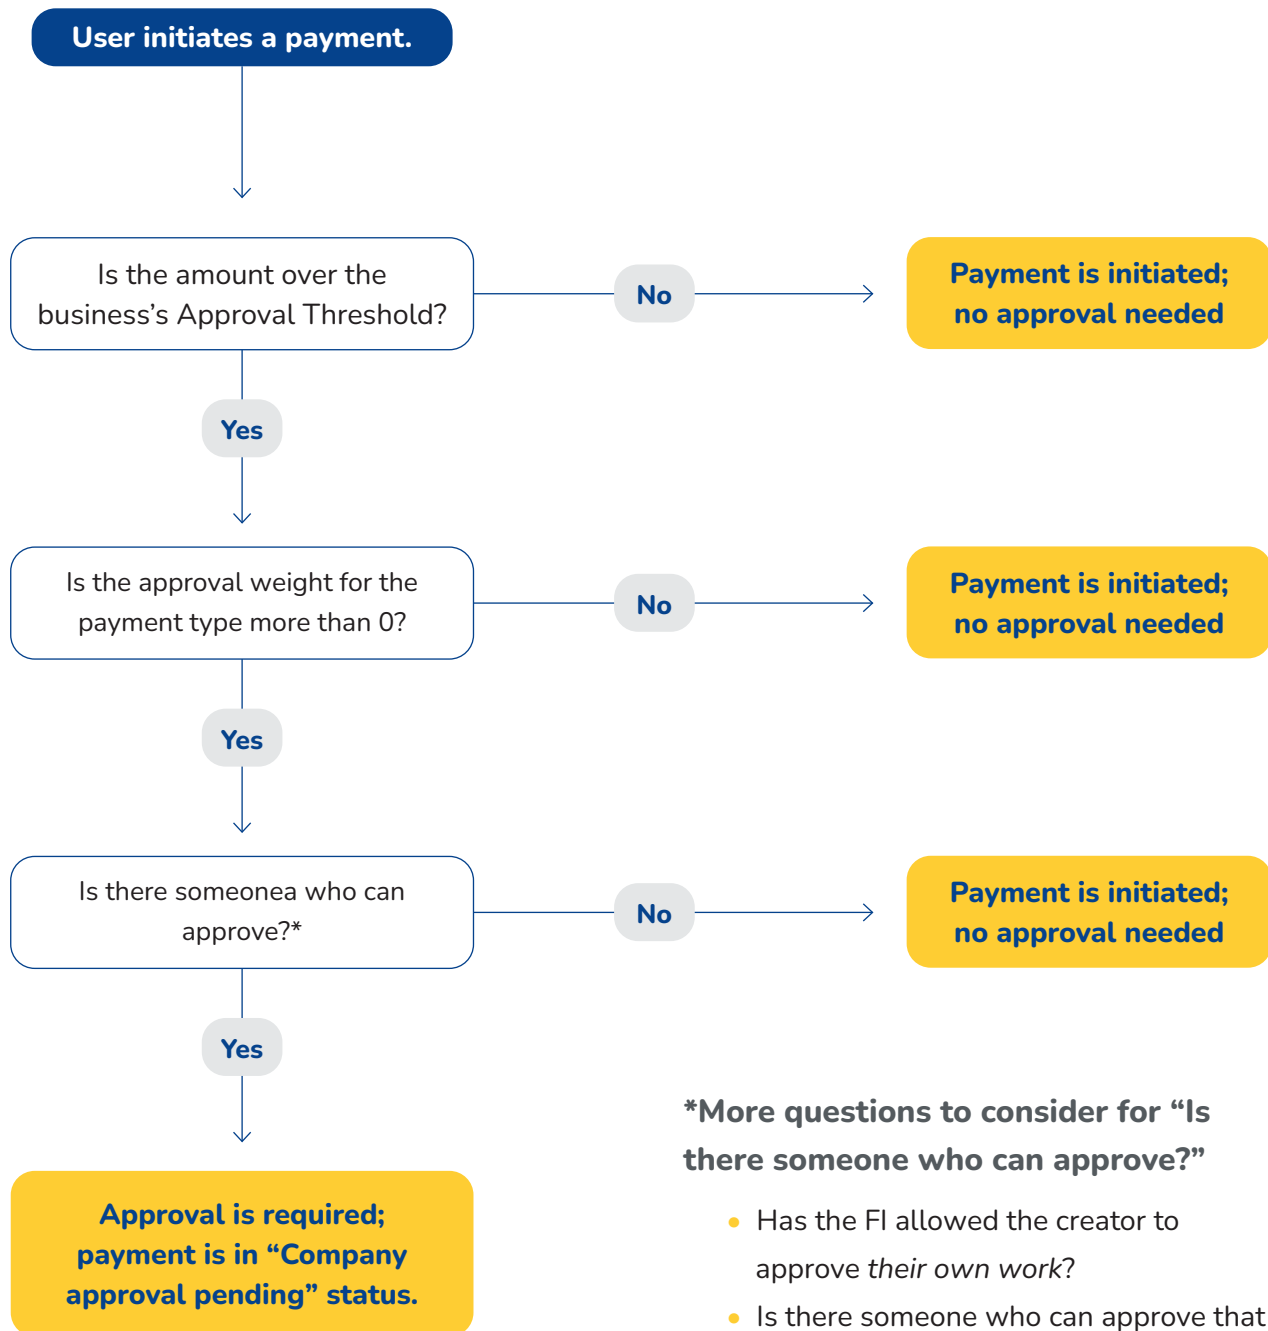 User initiates a payment.
Is the amount over the
business’s Approval Threshold?
No
Payment is initiated;
no approval needed
Yes
Is the approval weight for the
payment type more than 0?
No
Payment is initiated;
no approval needed
Yes
Is there someonea who can
approve?*
No
Payment is initiated;
no approval needed
Yes
Approval is required;
payment is in “Company
approval pending” status.
*More questions to consider for “Is
there someone who can approve?”
• Has the FI allowed the creator to
approve their own work?
• Is there someone who can approve that